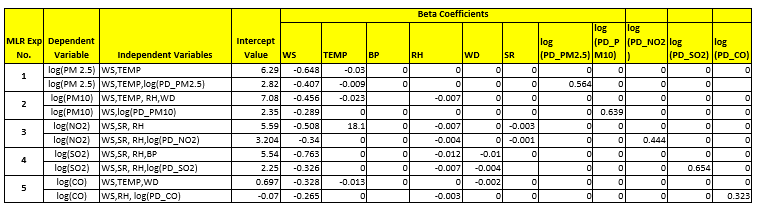 Beta Coefficients
MLR Exp No. Dependent Variable Independent Variables Intercept Value WS TEMP BP RH WD SR log (PD_PM2.5) log (PD_PM10) log (PD_NO2) log (PD_SO2) log (PD_CO)
1 log(PM 2.5) WS,TEMP 6.29 -0.648 -0.03 0 0 0 0 0 0 0 0 0
log(PM 2.5) WS,TEMP,log(PD_PM2.5) 2.82 -0.407 -0.009 0 0 0 0 0.564 0 0 0 0
2 log(PM10) WS,TEMP, RH,WD 7.08 -0.456 -0.023 0 -0.007 0 0 0 0 0 0 0
log(PM10) WS,log(PD_PM10) 2.35 -0.289 0 0 0 0 0 0 0.639 0 0 0
3 log(NO2) WS,SR, RH 5.59 -0.508 18.1 0 -0.007 0 -0.003 0 0 0 0 0
log(NO2) WS,SR, RH,log(PD_NO2) 3.204 -0.34 0 0 -0.004 0 -0.001 0 0 0.444 0 0
4 log(SO2) WS,SR, RH,BP 5.54 -0.763 0 0 -0.012 -0.01 0 0 0 0 0 0
log(SO2) WS,SR, RH,log(PD_SO2) 2.25 -0.326 0 0 -0.007 -0.004 0 0 0 0 0.654 0
5 log(CO) WS,TEMP,WD 0.697 -0.328 -0.013 0 0 -0.002 0 0 0 0 0 0
log(CO) WS,RH, log(PD_CO) -0.07 -0.265 0 0 -0.003 0 0 0 0 0 0 0.323